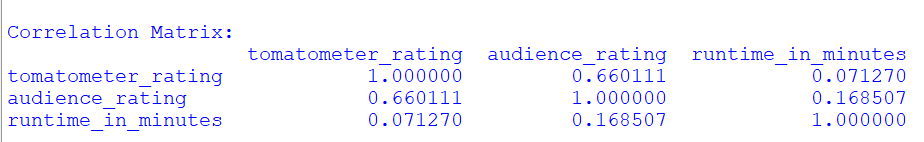 Correlation Matrix:
tomatometer_rating audience_rating runtime_in_minutes
tomatometer_rating 1.000000 0.660111 0.071270
audience_rating 0.660111 1.000000 0.168507
runtime_in_minutes 0.071270 0.168507 1.000000